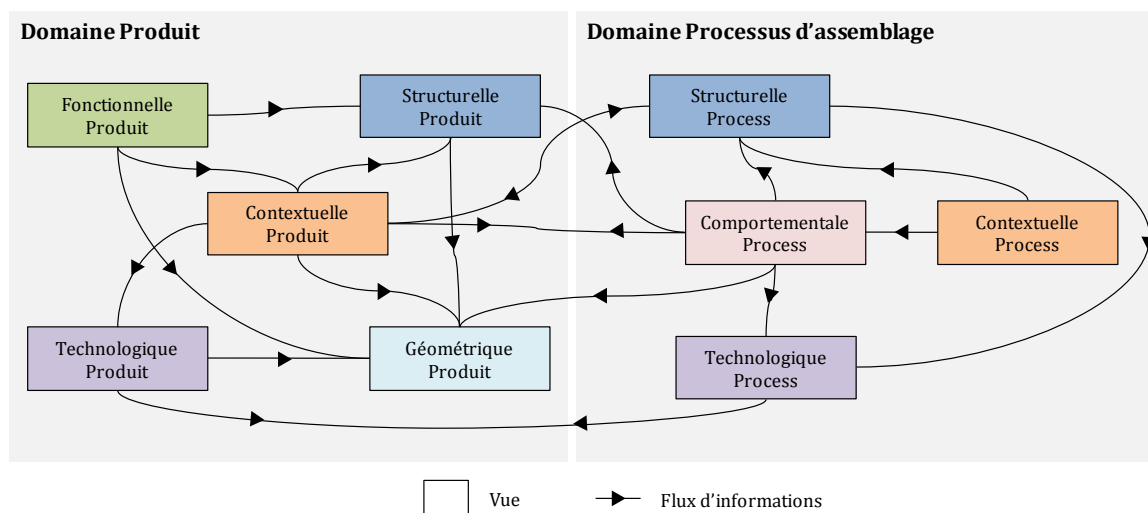 Domaine Produit
Domaine Processus d'assemblage
Fonctionnelle
Produit
Structurelle
Produit
Structurelle
Process
Contextuelle
Produit
Comportementale
Process
Contextuelle
Process
Technologique
Produit
Géométrique
Produit
Technologique
Process
Vue
Flux d'informations